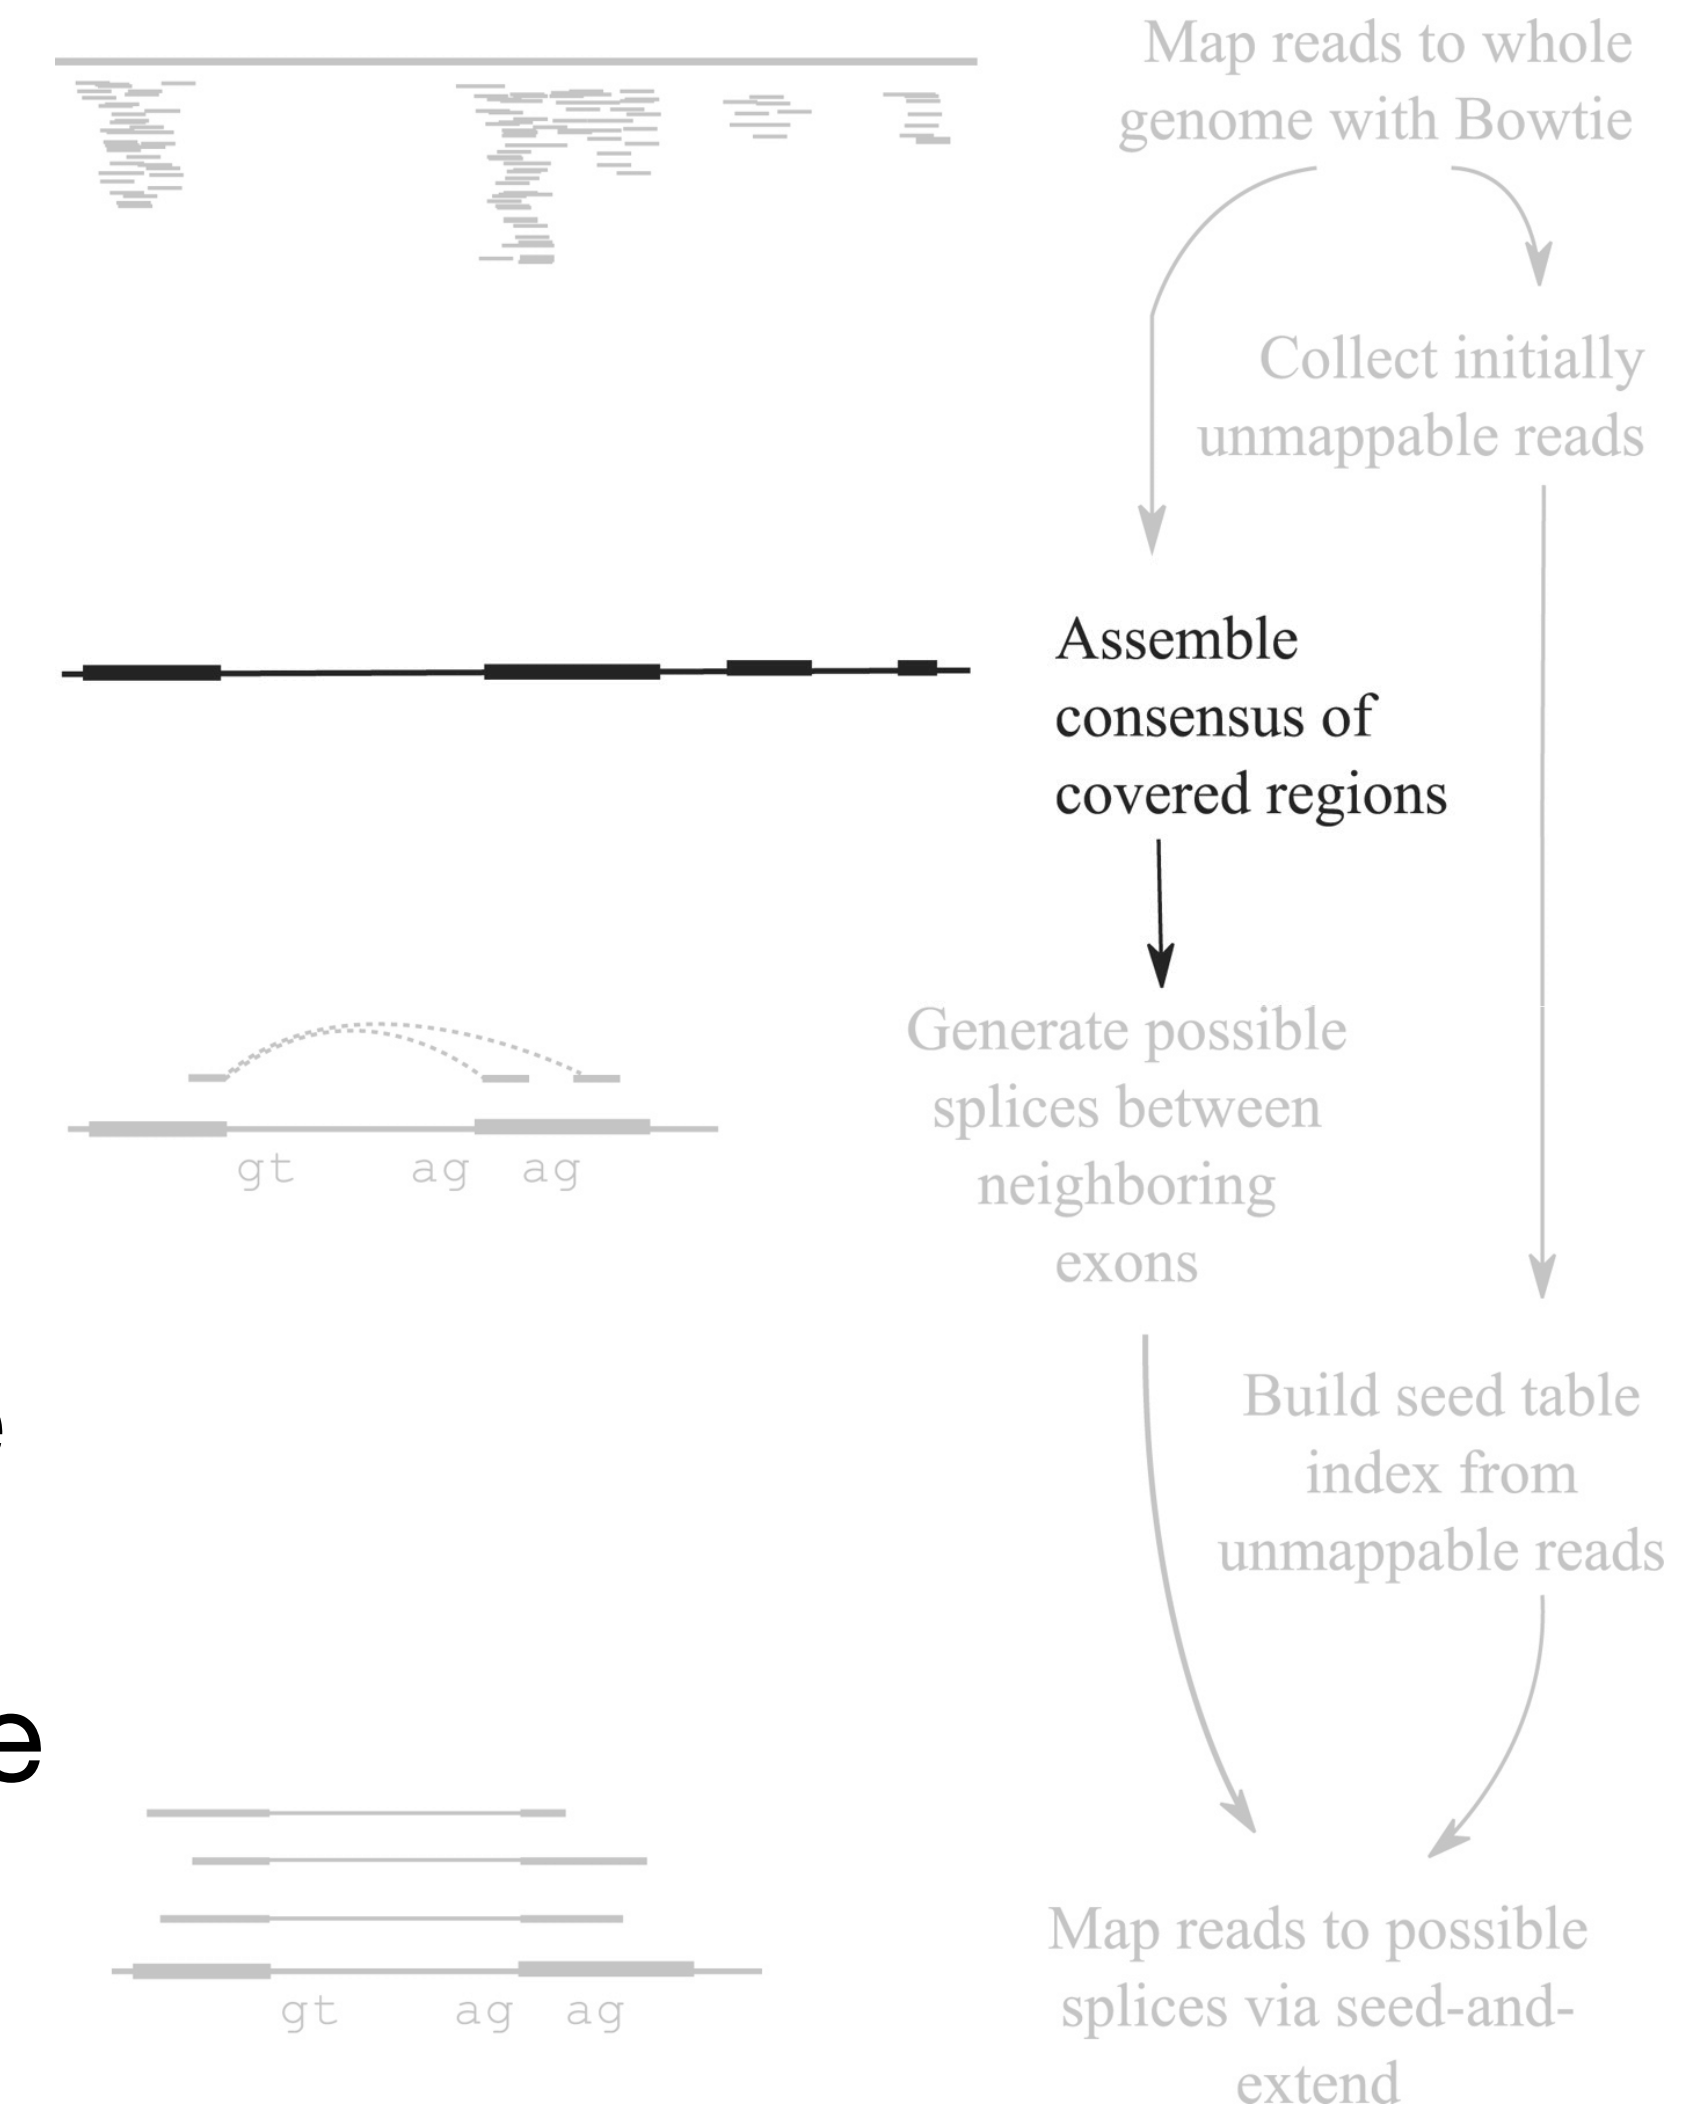 Map reads to whole
genome with Bowtie
Collect initially
unmappable reads
Assemble
consensus of
covered regions
Generate possible
splices between
neighboring
exons
gt ag ag
e
Build seed table
index from
unmappable reads
e
Map reads to possible
splices via seed-and-
extend
gt ag ag